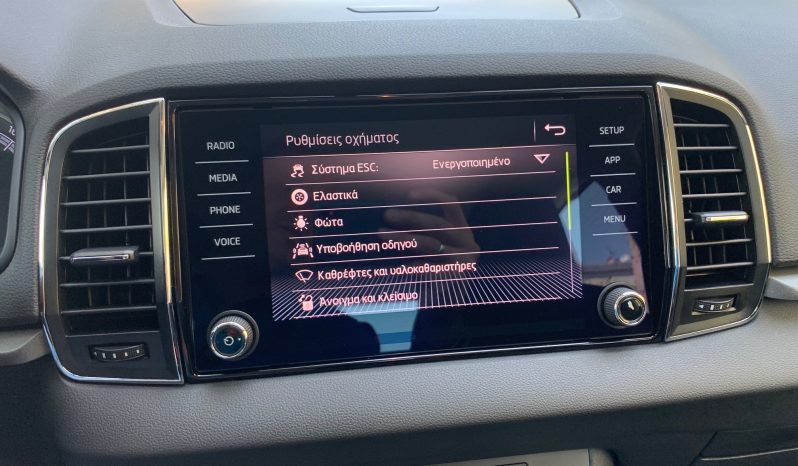 RADIO
MEDIA
PHONE
VOICE
Ρυθμίσεις οχήματος
Σύστημα ESC: Ενεργοποιημένο
Ελαστικά
Φώτα
Υποβοήθηση οδηγού
Καθρέφτες και υαλοκαθαριστήρες
Άνοιγμα και κλείσιμο
SETUP
APP
CAR
MENU